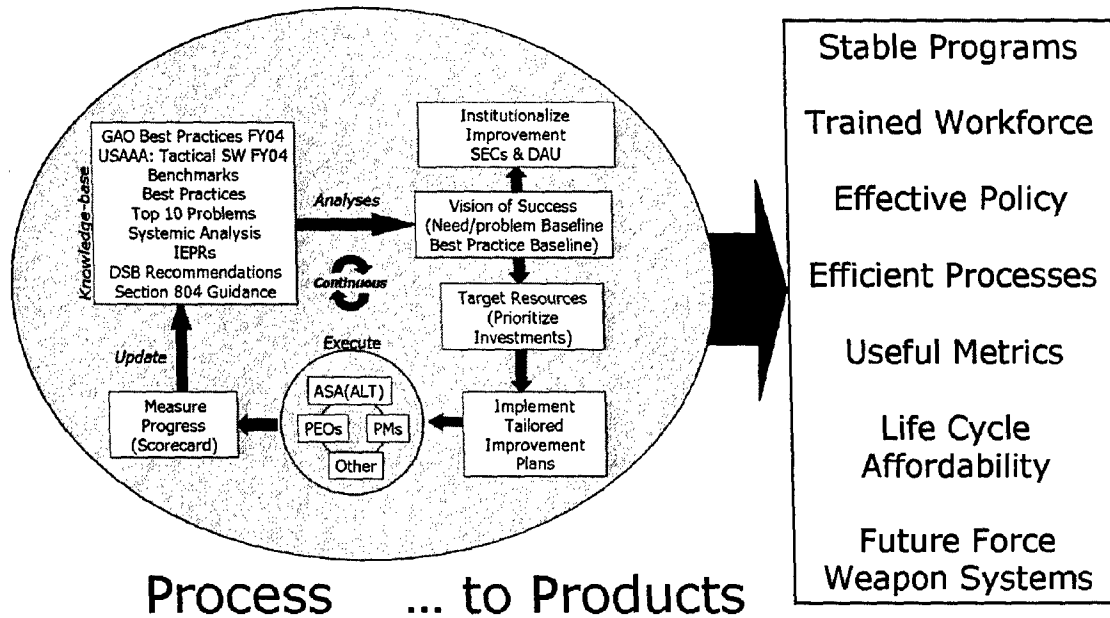 Knowledge-base
GAO Best Practices FY04
USAAA: Tactical SW FY04
Benchmarks
Best Practices
Top 10 Problems
Systemic Analysis
IEPRs
DSB Recommendations
Section 804 Guidance
Analyses
Continuous
Institutionalize
Improvement
SECs & DAU
Vision of Success
(Need/problem Baseline
Best Practice Baseline)
Target Resources
(Prioritize
Investments)
Implement
Tailored
Improvement
Plans
Execute
ASA(ALT)
PEOs
PMs
Other
Measure
Progress
(Scorecard)
Update
Process ... to Products
Stable Programs
Trained Workforce
Effective Policy
Efficient Processes
Useful Metrics
Life Cycle
Affordability
Future Force
Weapon Systems